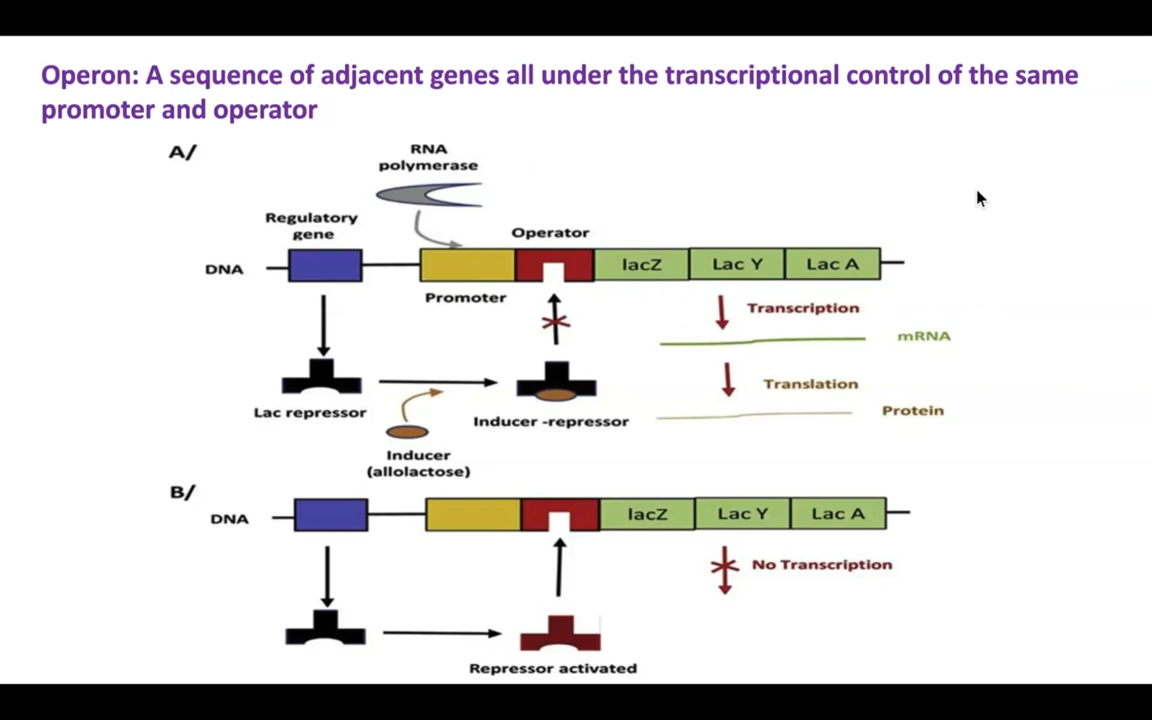 Operon: A sequence of adjacent genes all under the transcriptional control of the same
promoter and operator
A/
RNA
polymerase
Regulatory
gene
Operator
DNA
lacZ
Lac Y
Lac A
Promoter
Transcription
mRNA
Translation
Protein
Lac repressor
Inducer -repressor
Inducer
(allolactose)
B/
DNA
lacZ
Lac Y
Lac A
No Transcription
Repressor activated